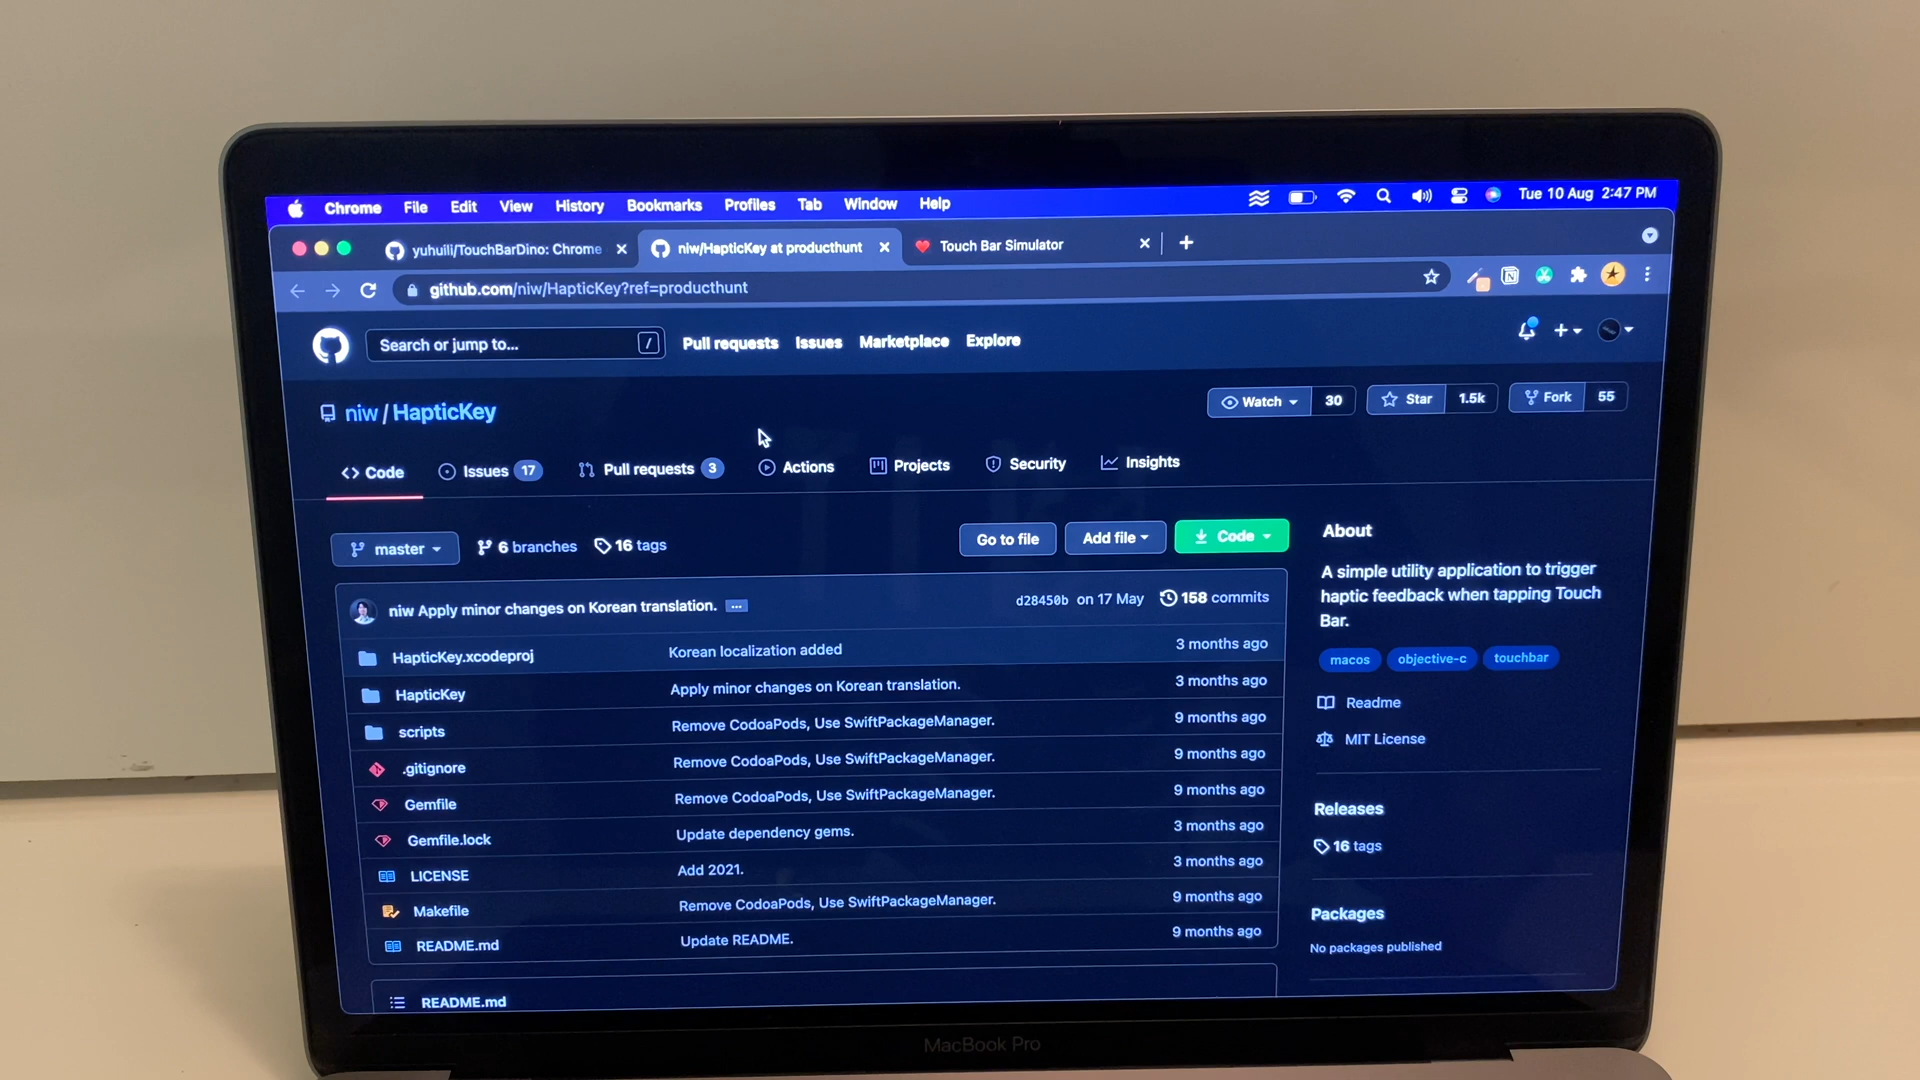 Chrome File Edit View History Bookmarks Profiles Tab Window Help Tue 10 Aug 2:47 PM
yuhuili/TouchBarDino: Chrome niw/HapticKey at producthunt Touch Bar Simulator
github.com/niw/HapticKey?ref=producthunt
Search or jump to... / Pull requests Issues Marketplace Explore
niw / HapticKey Watch 30 Star 1.5k Fork 55
Code Issues 17 Pull requests 3 Actions Projects Security Insights
master 6 branches 16 tags Go to file Add file Code
niw Apply minor changes on Korean translation. ... d28450b on 17 May 158 commits
HapticKey.xcodeproj Korean localization added 3 months ago
HapticKey Apply minor changes on Korean translation. 3 months ago
scripts Remove CodoaPods, Use SwiftPackageManager. 9 months ago
.gitignore Remove CodoaPods, Use SwiftPackageManager. 9 months ago
Gemfile Remove CodoaPods, Use SwiftPackageManager. 9 months ago
Gemfile.lock Update dependency gems. 3 months ago
LICENSE Add 2021. 3 months ago
Makefile Remove CodoaPods, Use SwiftPackageManager. 9 months ago
README.md Update README. 9 months ago
README.md
About
A simple utility application to trigger
haptic feedback when tapping Touch
Bar.
macos objective-c touchbar
Readme
MIT License
Releases
16 tags
Packages
No packages published
MacBook Pro